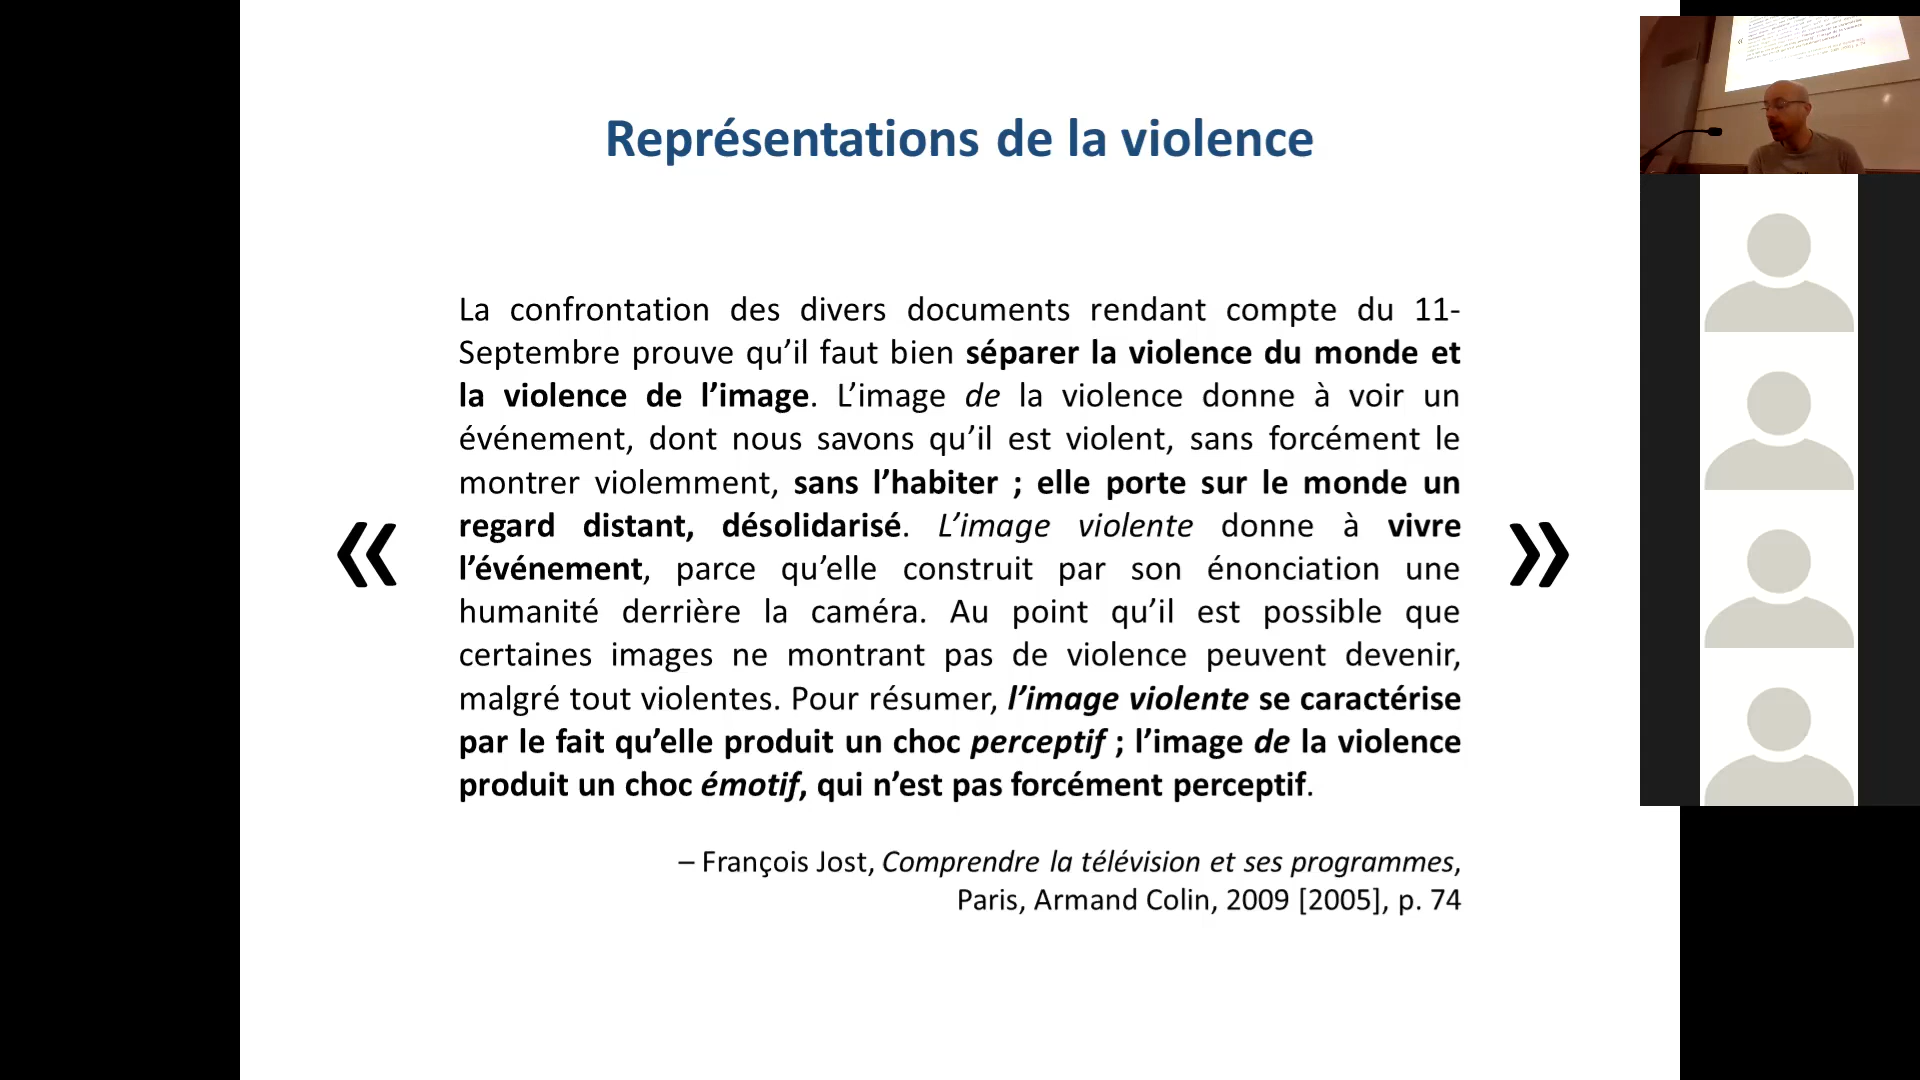 Représentations de la violence
La confrontation des divers documents rendant compte du 11-
Septembre prouve qu’il faut bien séparer la violence du monde et
la violence de l’image. L’image de la violence donne à voir un
événement, dont nous savons qu’il est violent, sans forcément le
montrer violemment, sans l’habiter ; elle porte sur le monde un
regard distant, désolidarisé. L’image violente donne à vivre
« l’événement, parce qu’elle construit par son énonciation une »
humanité derrière la caméra. Au point qu’il est possible que
certaines images ne montrant pas de violence peuvent devenir,
malgré tout violentes. Pour résumer, l’image violente se caractérise
par le fait qu’elle produit un choc perceptif ; l’image de la violence
produit un choc émotif, qui n’est pas forcément perceptif.
– François Jost, Comprendre la télévision et ses programmes,
Paris, Armand Colin, 2009 [2005], p. 74